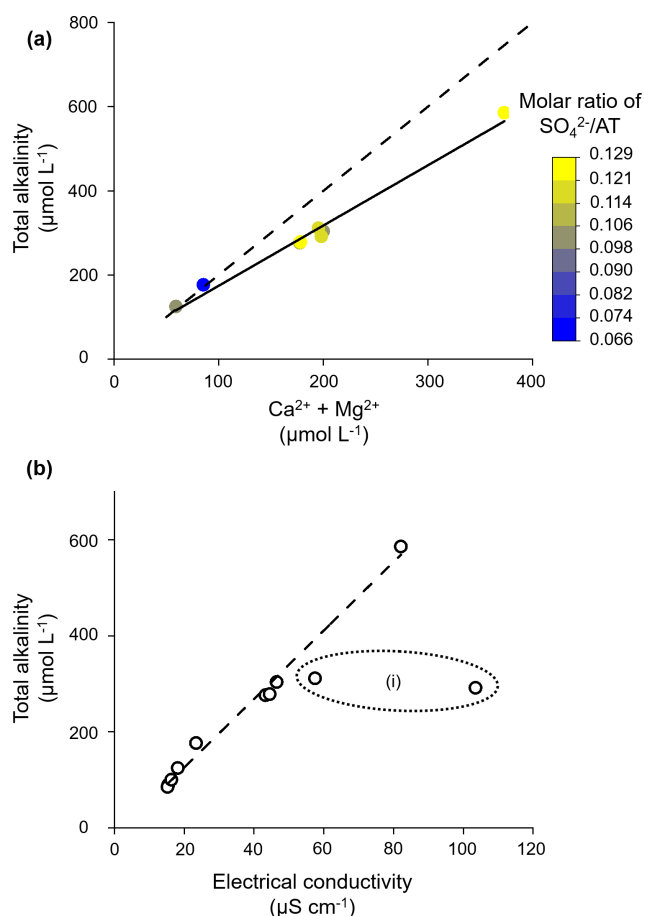 (a)
800
600
400
200
0
Total alkalinity
(µmol L⁻¹)
0 100 200 300 400
Ca²⁺ + Mg²⁺
(µmol L⁻¹)
Molar ratio of
SO₄²⁻/AT
0.129
0.121
0.114
0.106
0.098
0.090
0.082
0.074
0.066
(b)
600
400
200
0
Total alkalinity
(µmol L⁻¹)
(i)
0 20 40 60 80 100 120
Electrical conductivity
(µS cm⁻¹)